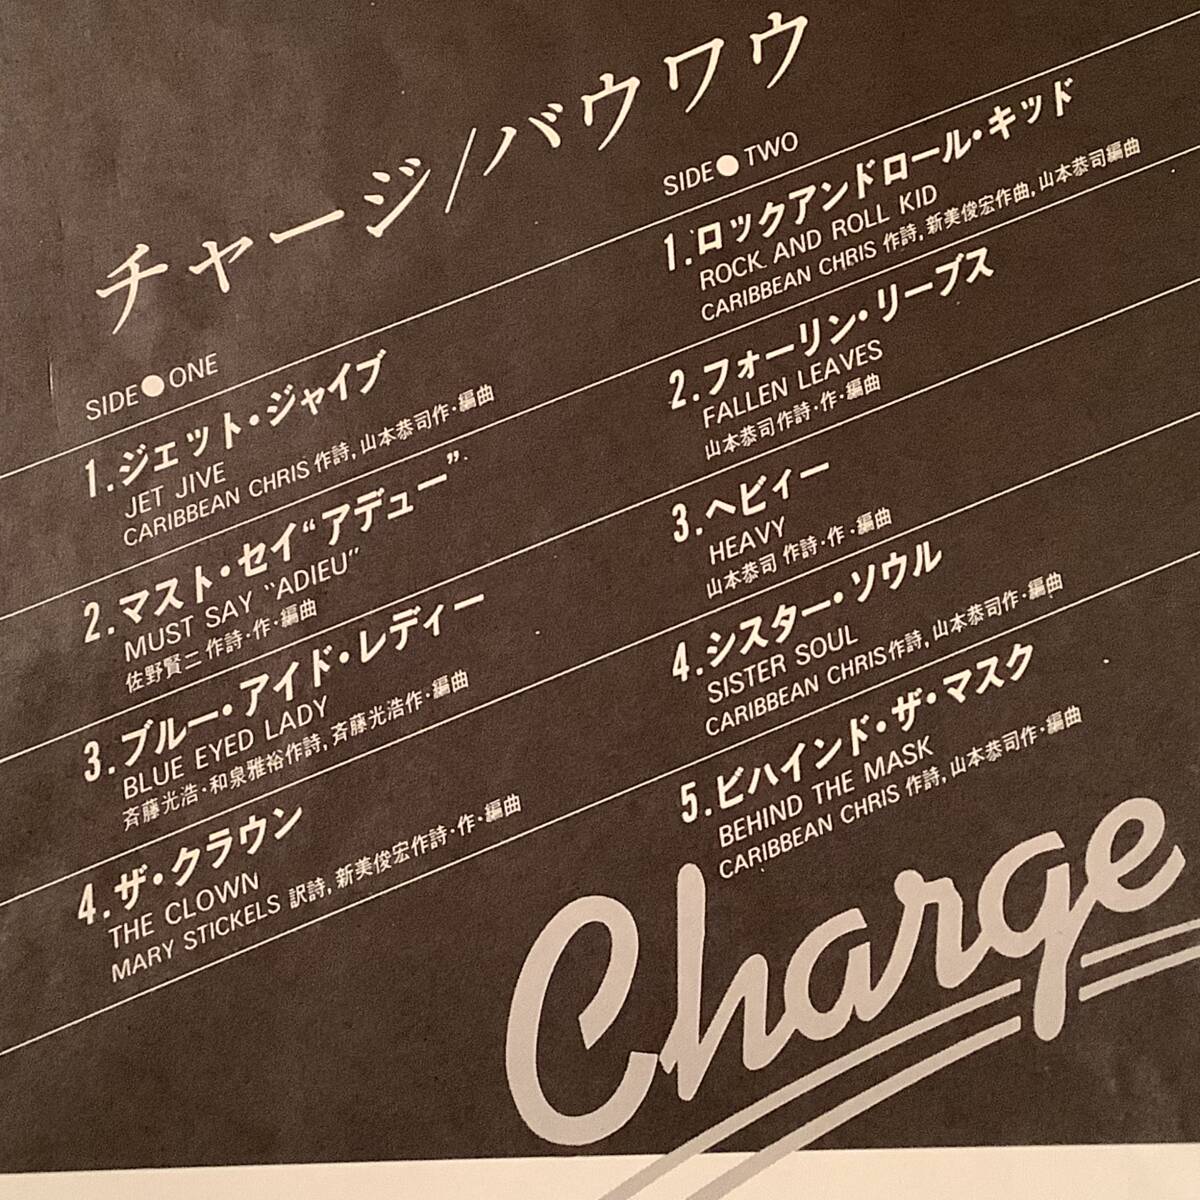 チャージ/バウワウ
SIDE●ONE
1.ジェット・ジャイブ
JET JIVE
CARIBBEAN CHRIS 作詩,山本恭司作・編曲
2.マスト・セイ“アデュー”
MUST SAY “ADIEU”
佐野賢二 作詩・作・編曲
3.ブルー・アイド・レディー
BLUE EYED LADY
斉藤光浩・和泉雅裕作詩,斉藤光浩作・編曲
4.ザ・クラウン
THE CLOWN
MARY STICKELS 訳詩,新美俊宏作詩・作・編曲
SIDE●TWO
1.ロックアンドロール・キッド
ROCK AND ROLL KID
CARIBBEAN CHRIS 作詩,新美俊宏作曲,山本恭司編曲
2.フォーリン・リーブス
FALLEN LEAVES
山本恭司作詩・作・編曲
3.ヘビィー
HEAVY
山本恭司 作詩・作・編曲
4.シスター・ソウル
SISTER SOUL
CARIBBEAN CHRIS作詩,山本恭司作・編曲
5.ビハインド・ザ・マスク
BEHIND THE MASK
CARIBBEAN CHRIS 作詩,山本恭司作・編曲
Charge